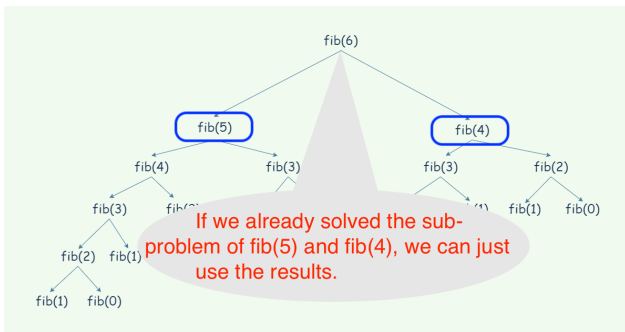 fib(6)
fib(5) fib(4)
fib(4) fib(3) fib(3) fib(2)
fib(3) fib(1) fib(0)
If we already solved the sub-
problem of fib(5) and fib(4), we can just
use the results.
fib(2) fib(1)
fib(1) fib(0)